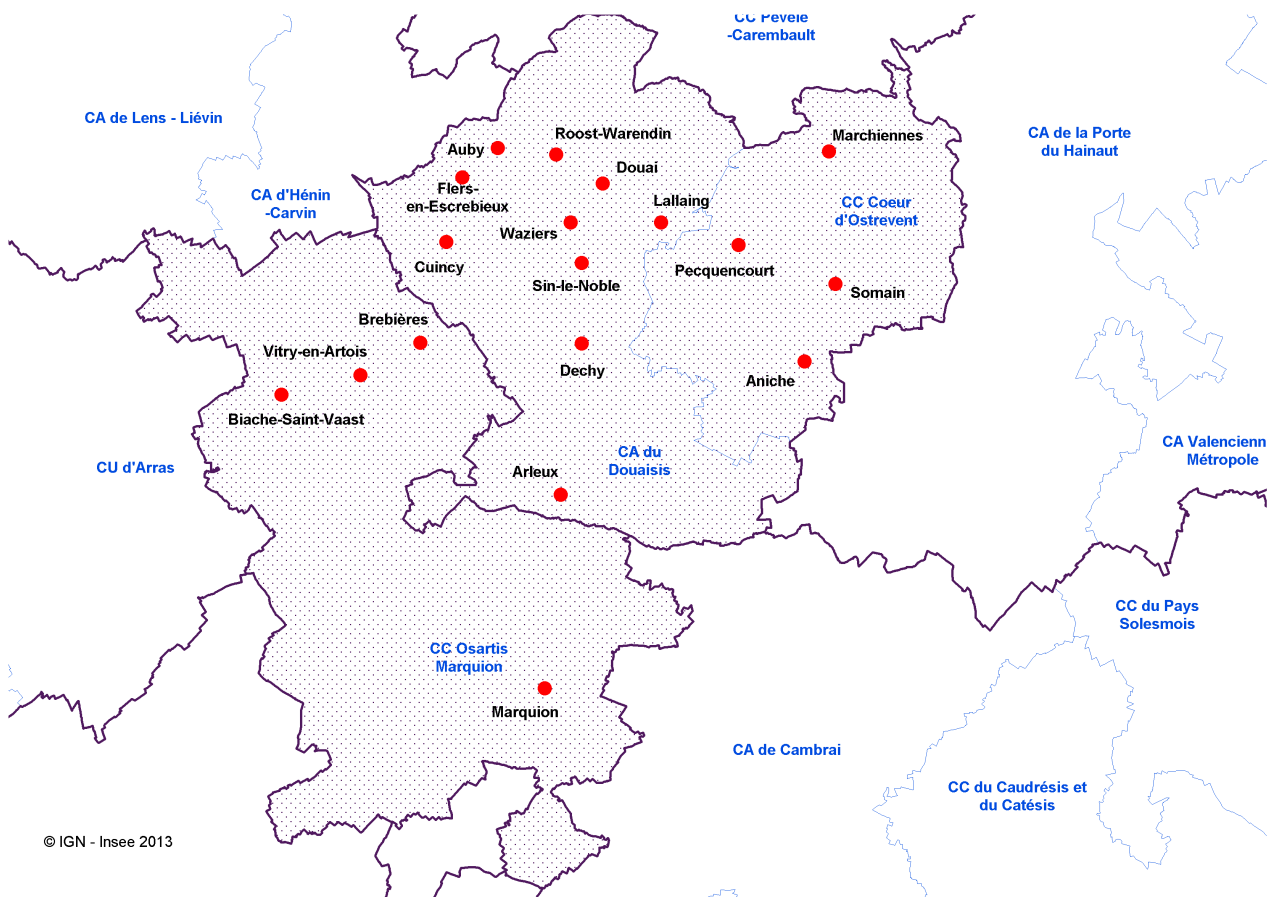 CC Pévèle
-Carembault
CA de Lens - Liévin
Roost-Warendin
Marchiennes
CA de la Porte
du Hainaut
Auby
Douai
Flers-
en-Escrebieux
CA d'Hénin
-Carvin
Lallaing
CC Coeur
d'Ostrevent
Waziers
Cuincy
Pecquencourt
Sin-le-Noble
Somain
Brebières
Vitry-en-Artois
Dechy
Aniche
Biache-Saint-Vaast
CU d'Arras
Arleux
CA du
Douaisis
CA Valencienn
Métropole
CC du Pays
Solesmois
CC Osartis
Marquion
Marquion
CA de Cambrai
CC du Caudrésis et
du Catésis
© IGN - Insee 2013